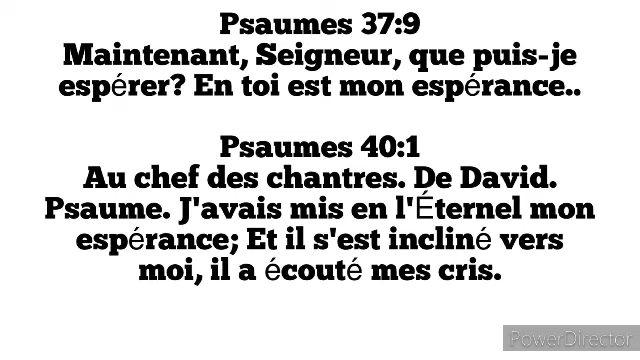 Psaumes 37:9
Maintenant, Seigneur, que puis-je
espérer? En toi est mon espérance..
Psaumes 40:1
Au chef des chantres. De David.
Psaume. J'avais mis en l'Éternel mon
espérance; Et il s'est incliné vers
moi, il a écouté mes cris.
PowerDirector